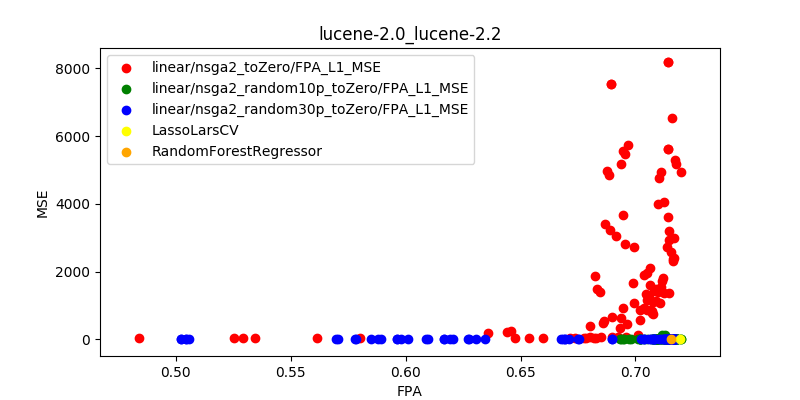 lucene-2.0_lucene-2.2
linear/nsga2_toZero/FPA_L1_MSE
linear/nsga2_random10p_toZero/FPA_L1_MSE
linear/nsga2_random30p_toZero/FPA_L1_MSE
LassoLarsCV
RandomForestRegressor
MSE
8000
6000
4000
2000
0
0.50 0.55 0.60 0.65 0.70
FPA